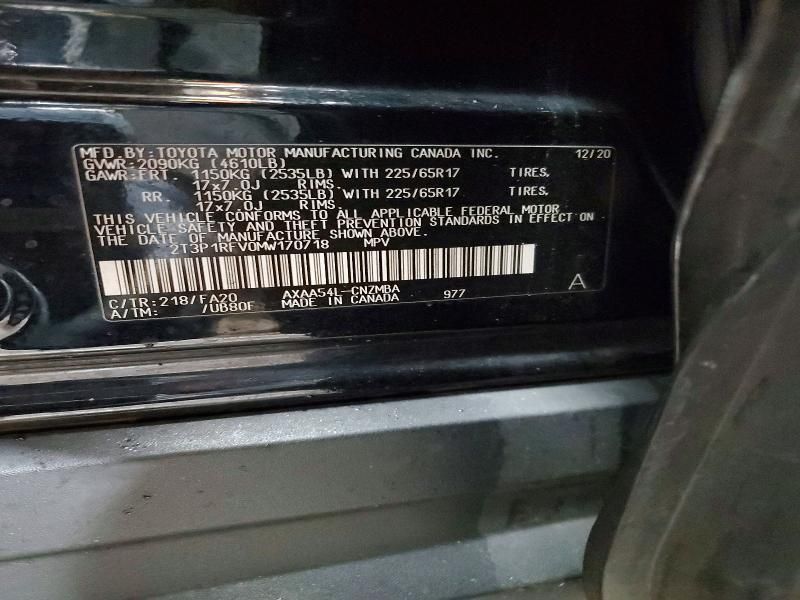 MFD BY:TOYOTA MOTOR MANUFACTURING CANADA INC. 12/20
GVWR:2090KG (4610LB)
GAWR:FRT. 1150KG (2535LB) WITH 225/65R17 TIRES,
17x7.0J RIMS.
RR. 1150KG (2535LB) WITH 225/65R17 TIRES,
17x7.0J RIMS.
THIS VEHICLE CONFORMS TO ALL APPLICABLE FEDERAL MOTOR
VEHICLE SAFETY AND THEFT PREVENTION STANDARDS IN EFFECT ON
THE DATE OF MANUFACTURE SHOWN ABOVE.
2T3P1RFV0MW170718 MPV
C/TR:218/FA20 AXAA54L-CNZMBA
A/TM: /UB80F MADE IN CANADA 977 A